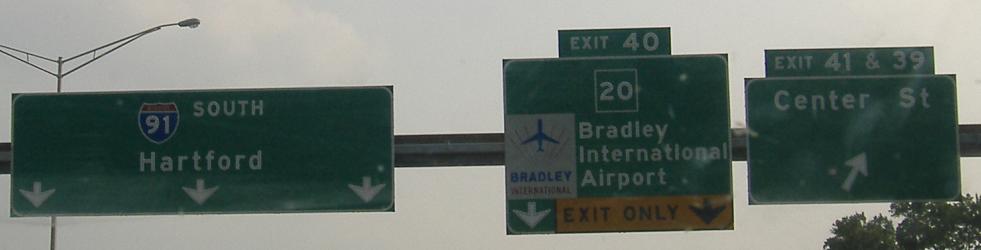 91 SOUTH
Hartford
EXIT 40
20
Bradley
International
Airport
BRADLEY
INTERNATIONAL
EXIT ONLY
EXIT 41 & 39
Center St